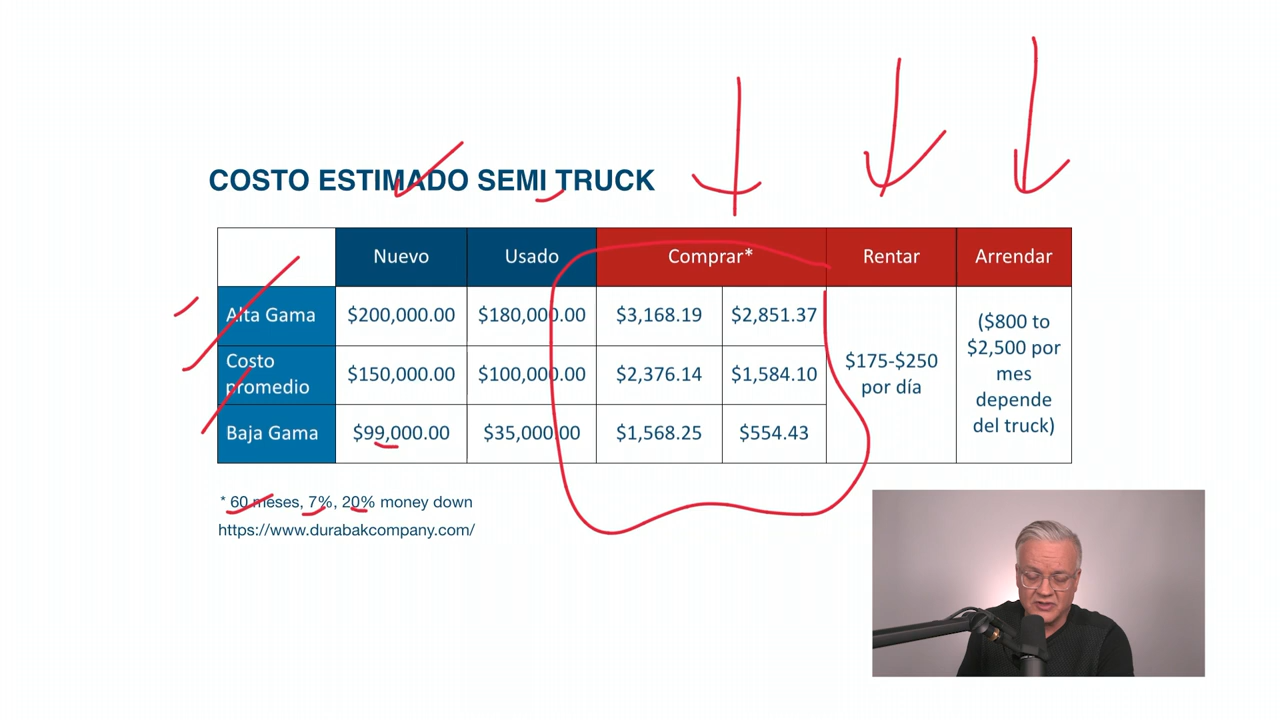 COSTO ESTIMADO SEMI TRUCK
Nuevo Usado Comprar* Rentar Arrendar
Alta Gama $200,000.00 $180,000.00 $3,168.19 $2,851.37
Costo promedio $150,000.00 $100,000.00 $2,376.14 $1,584.10
Baja Gama $99,000.00 $35,000.00 $1,568.25 $554.43
$175-$250
por día
($800 to
$2,500 por
mes
depende
del truck)
* 60 meses, 7%, 20% money down
https://www.durabakcompany.com/